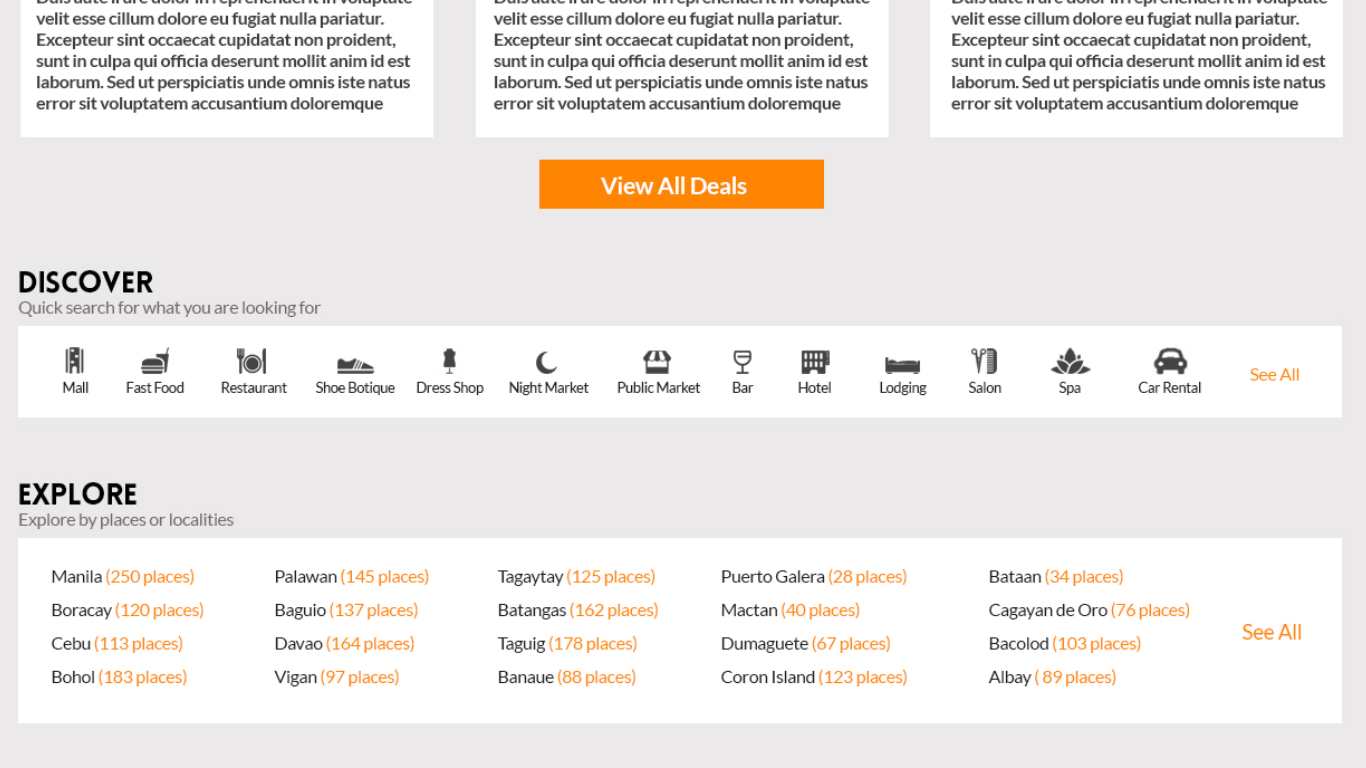 velit esse cillum dolore eu fugiat nulla pariatur.
Excepteur sint occaecat cupidatat non proident,
sunt in culpa qui officia deserunt mollit anim id est
laborum. Sed ut perspiciatis unde omnis iste natus
error sit voluptatem accusantium doloremque
velit esse cillum dolore eu fugiat nulla pariatur.
Excepteur sint occaecat cupidatat non proident,
sunt in culpa qui officia deserunt mollit anim id est
laborum. Sed ut perspiciatis unde omnis iste natus
error sit voluptatem accusantium doloremque
velit esse cillum dolore eu fugiat nulla pariatur.
Excepteur sint occaecat cupidatat non proident,
sunt in culpa qui officia deserunt mollit anim id est
laborum. Sed ut perspiciatis unde omnis iste natus
error sit voluptatem accusantium doloremque
View All Deals
DISCOVER
Quick search for what you are looking for
Mall
Fast Food
Restaurant
Shoe Botique
Dress Shop
Night Market
Public Market
Bar
Hotel
Lodging
Salon
Spa
Car Rental
See All
EXPLORE
Explore by places or localities
Manila (250 places)
Boracay (120 places)
Cebu (113 places)
Bohol (183 places)
Palawan (145 places)
Baguio (137 places)
Davao (164 places)
Vigan (97 places)
Tagaytay (125 places)
Batangas (162 places)
Taguig (178 places)
Banaue (88 places)
Puerto Galera (28 places)
Mactan (40 places)
Dumaguete (67 places)
Coron Island (123 places)
Bataan (34 places)
Cagayan de Oro (76 places)
Bacolod (103 places)
Albay ( 89 places)
See All